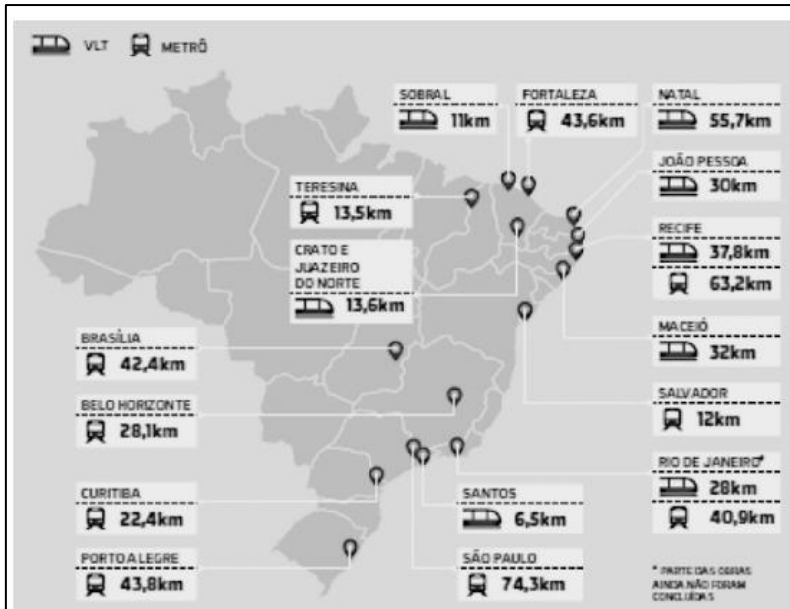 VLT METRÔ
SOBRAL
11km
FORTALEZA
43,6km
NATAL
55,7km
JOÃO PESSOA
30km
TERESINA
13,5km
RECIFE
37,8km
63,2km
CRATO E
JUAZEIRO
DO NORTE
13,6km
MACEIÓ
32km
BRASÍLIA
42,4km
SALVADOR
12km
BELO HORIZONTE
28,1km
RIO DE JANEIRO*
28km
40,9km
CURITIBA
22,4km
SANTOS
6,5km
PORTO ALEGRE
43,8km
SÃO PAULO
74,3km
* PARTE DAS OBRAS
AINDA NÃO FORAM
CONCLUÍDAS